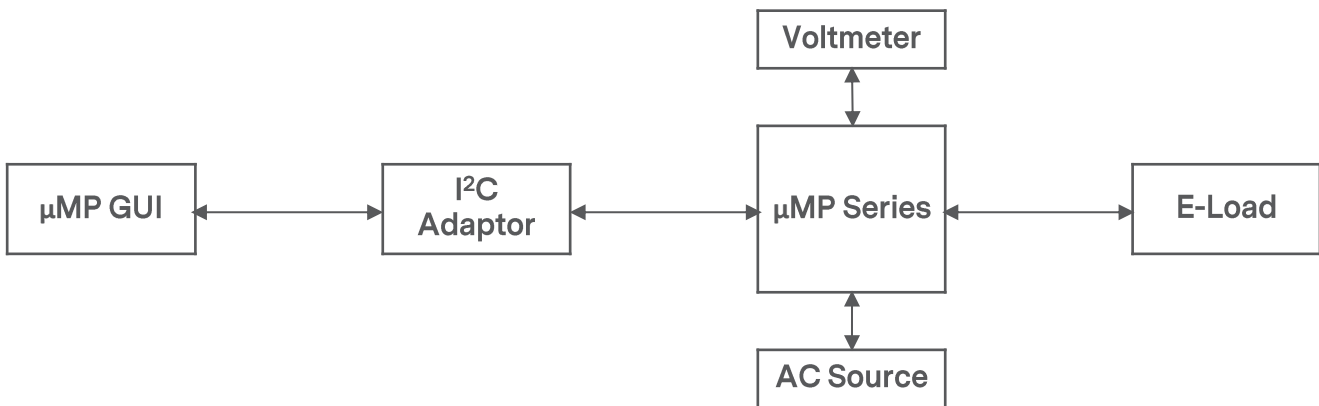 Voltmeter
μMP GUI
I²C
Adaptor
μMP Series
E-Load
AC Source